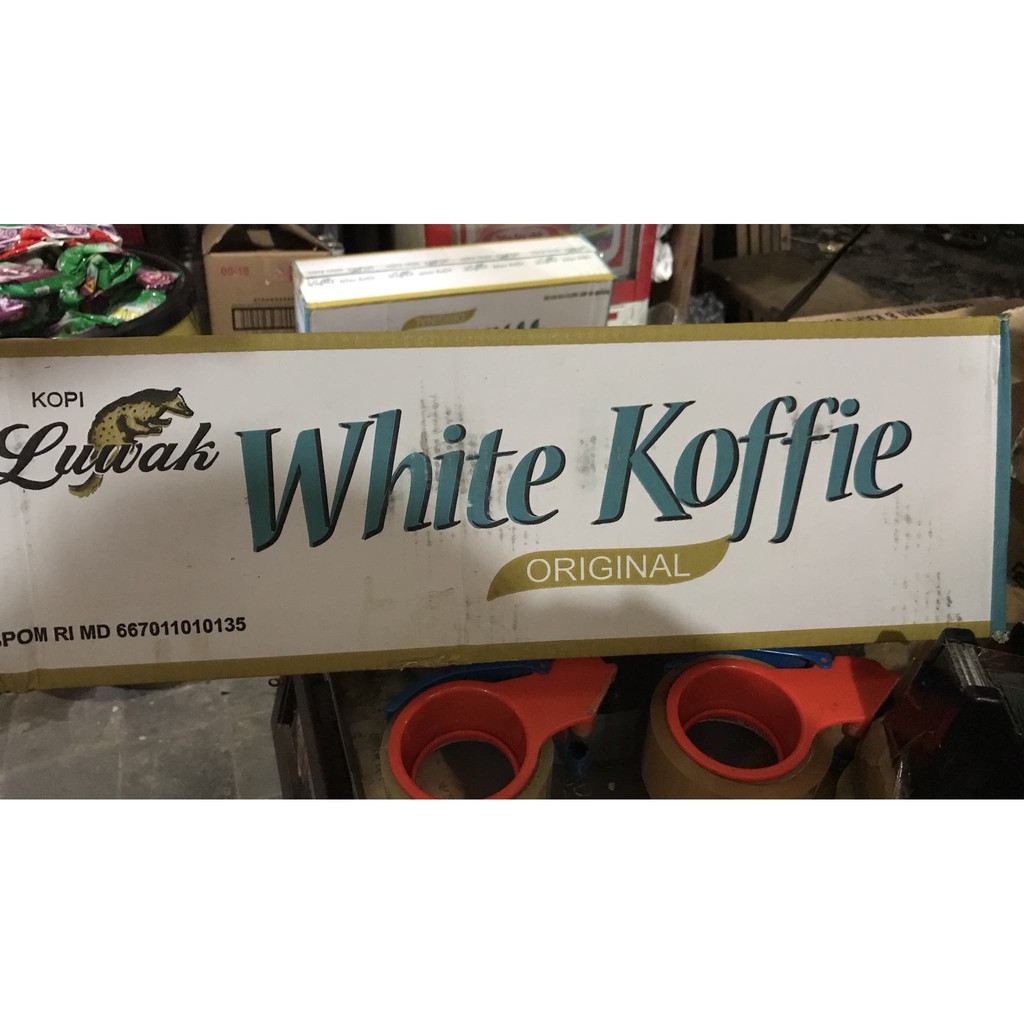 KOPI
Luwak
White Koffie
ORIGINAL
POM RI MD 667011010135